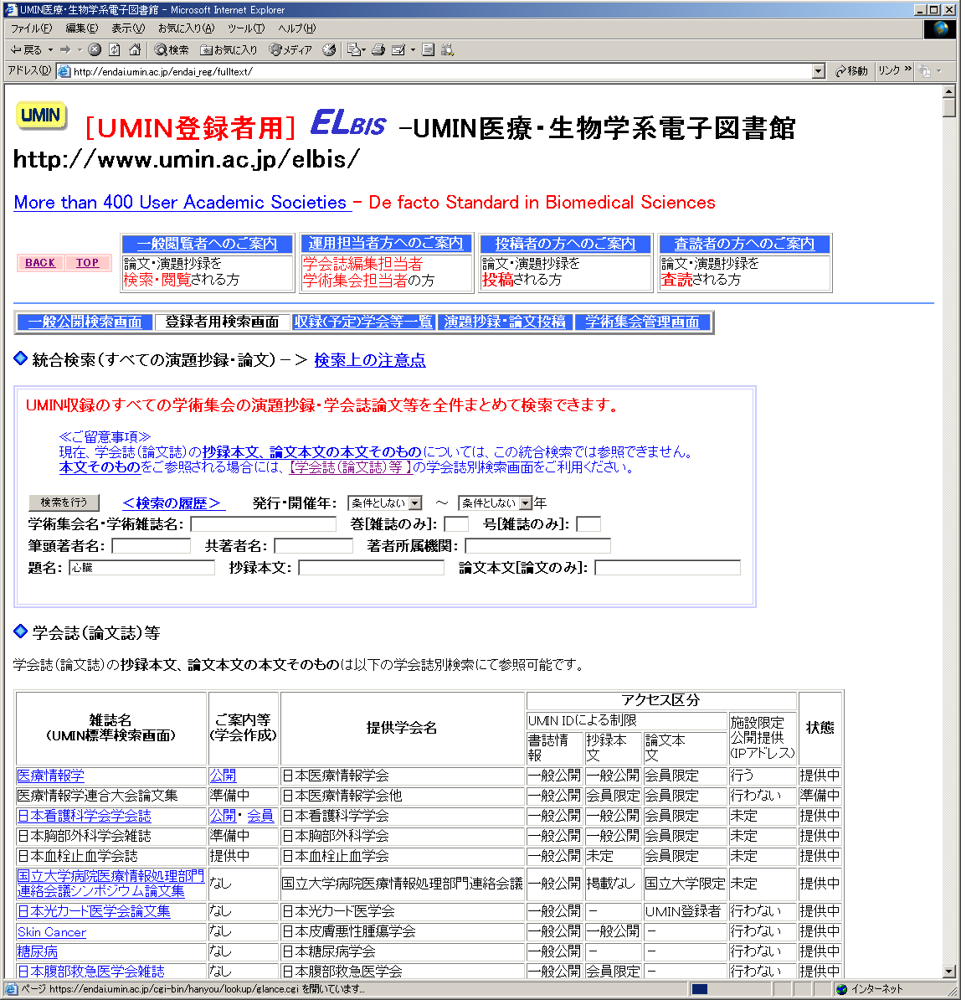 UMIN医療・生物学系電子図書館 - Microsoft Internet Explorer
ファイル(F) 編集(E) 表示(V) お気に入り(A) ツール(T) ヘルプ(H)
戻る 検索 お気に入り メディア
アドレス(D) http://endai.umin.ac.jp/endai_reg/fulltext/ 移動 リンク »
UMIN [UMIN登録者用] ELBIS -UMIN医療・生物学系電子図書館
http://www.umin.ac.jp/elbis/
More than 400 User Academic Societies - De facto Standard in Biomedical Sciences
BACK TOP
一般閲覧者へのご案内 運用担当者方へのご案内 投稿者の方へのご案内 査読者の方へのご案内
論文・演題抄録を 学会誌編集担当者 論文・演題抄録を 論文・演題抄録を
検索・閲覧される方 学術集会担当者の方 投稿される方 査読される方
一般公開検索画面 登録者用検索画面 収録(予定)学会等一覧 演題抄録・論文投稿 学術集会管理画面
統合検索(すべての演題抄録・論文)－> 検索上の注意点
UMIN収録のすべての学術集会の演題抄録・学会誌論文等を全件まとめて検索できます。
≪ご留意事項≫
現在、学会誌(論文誌)の抄録本文、論文本文の本文そのものについては、この統合検索では参照できません。
本文そのものをご参照される場合には、【学会誌(論文誌)等 】の学会誌別検索画面をご利用ください。
検索を行う <検索の履歴> 発行・開催年: 条件としない ～ 条件としない 年
学術集会名・学術雑誌名: 巻[雑誌のみ]: 号[雑誌のみ]:
筆頭著者名: 共著者名: 著者所属機関:
題名: 心臓 抄録本文: 論文本文[論文のみ]:
学会誌(論文誌)等
学会誌(論文誌)の抄録本文、論文本文の本文そのものは以下の学会誌別検索にて参照可能です。
雑誌名
(UMIN標準検索画面)
ご案内等
(学会作成)
提供学会名
アクセス区分
UMIN IDによる制限
書誌情報
抄録本文
論文本文
施設限定
公開提供
(IPアドレス)
状態
医療情報学 公開 日本医療情報学会 一般公開 一般公開 会員限定 行う 提供中
医療情報学連合大会論文集 準備中 日本医療情報学会他 一般公開 会員限定 会員限定 行わない 準備中
日本看護科学会学会誌 公開・ 会員 日本看護科学学会 一般公開 一般公開 会員限定 未定 提供中
日本胸部外科学会雑誌 準備中 日本胸部外科学会 一般公開 一般公開 会員限定 未定 提供中
日本血栓止血学会誌 提供中 日本血栓止血学会 一般公開 未定 会員限定 未定 提供中
国立大学病院医療情報処理部門
連絡会議シンポジウム論文集 なし 国立大学病院医療情報処理部門連絡会議 一般公開 掲載なし 国立大学限定 未定 提供中
日本光カード医学会論文集 なし 日本光カード医学会 一般公開 － UMIN登録者 行わない 提供中
Skin Cancer なし 日本皮膚悪性腫瘍学会 一般公開 一般公開 － 行わない 提供中
糖尿病 なし 日本糖尿病学会 一般公開 － － 行わない 提供中
日本腹部救急医学会雑誌 なし 日本腹部救急医学会 一般公開 会員限定 － 行わない 提供中
ページ https://endai.umin.ac.jp/cgi-bin/hanyou/lookup/glance.cgi を開いています... インターネット